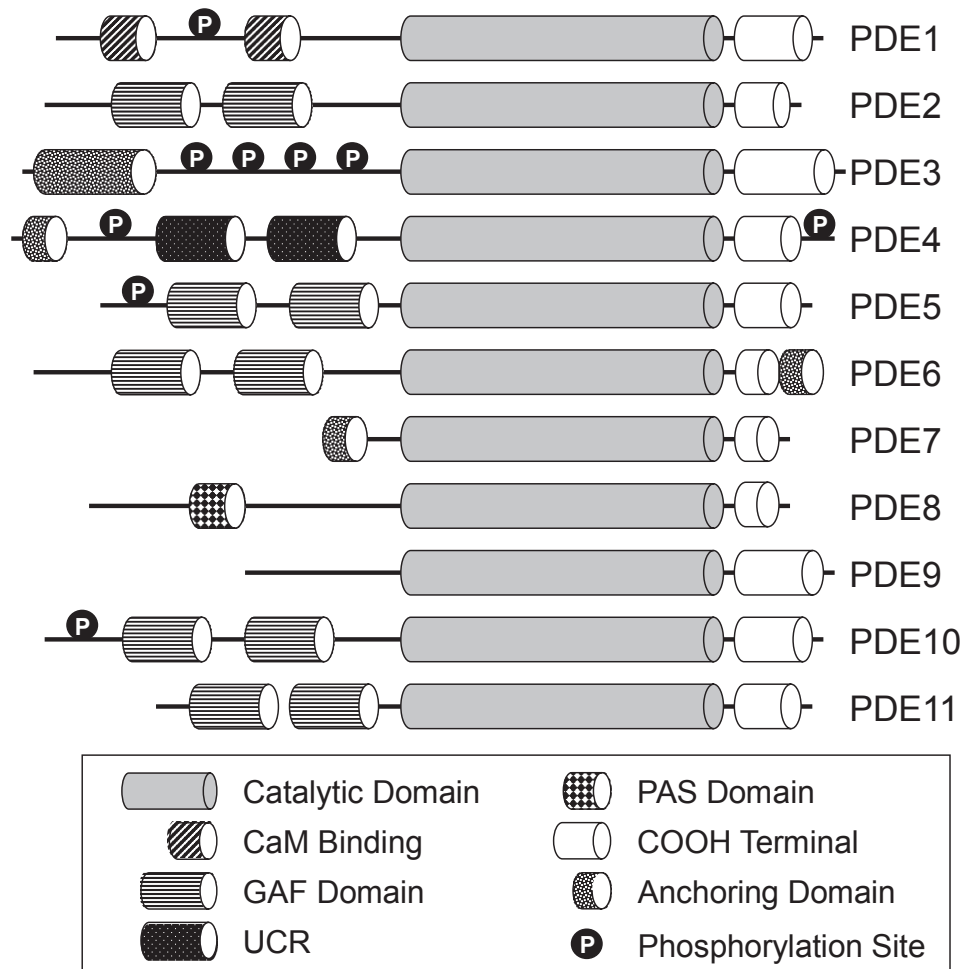 P
PDE1
PDE2
P P P P
PDE3
P P
PDE4
P
PDE5
PDE6
PDE7
PDE8
PDE9
P
PDE10
PDE11
Catalytic Domain
PAS Domain
CaM Binding
COOH Terminal
GAF Domain
Anchoring Domain
UCR
P Phosphorylation Site